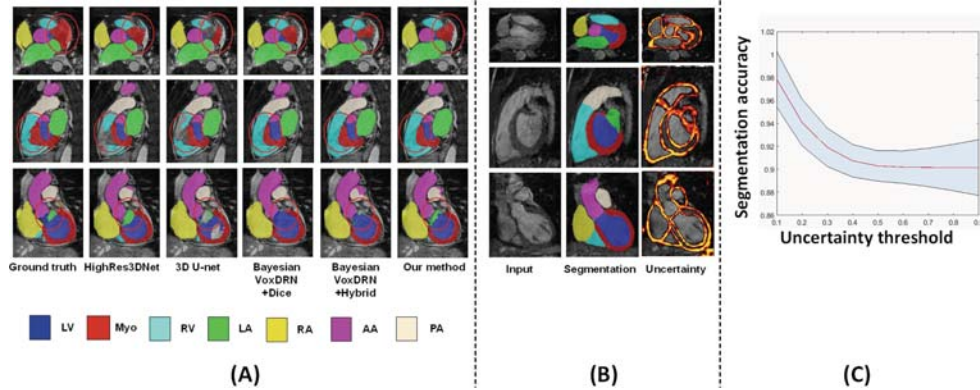 Ground truth
HighRes3DNet
3D U-net
Bayesian
VoxDRN
+Dice
Bayesian
VoxDRN
+Hybrid
Our method
LV
Myo
RV
LA
RA
AA
PA
(A)
Input
Segmentation
Uncertainty
(B)
Segmentation accuracy
1.02
1
0.98
0.96
0.94
0.92
0.9
0.88
0.86
0.1
0.2
0.3
0.4
0.5
0.6
0.7
0.8
0.9
Uncertainty threshold
(C)